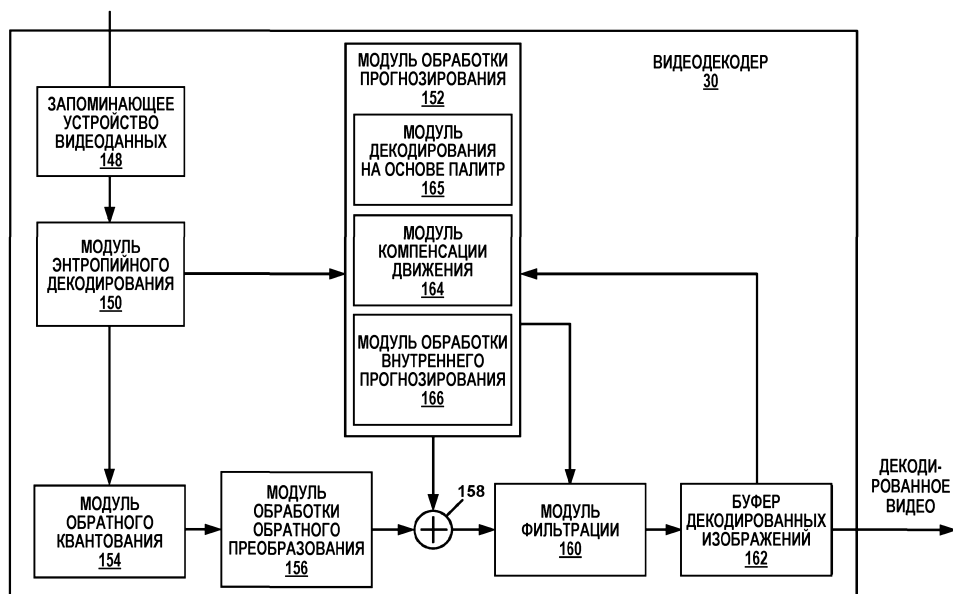 ВИДЕОДЕКОДЕР
30
ЗАПОМИНАЮЩЕЕ
УСТРОЙСТВО
ВИДЕОДАННЫХ
148
МОДУЛЬ ОБРАБОТКИ
ПРОГНОЗИРОВАНИЯ
152
МОДУЛЬ
ДЕКОДИРОВАНИЯ
НА ОСНОВЕ ПАЛИТР
165
МОДУЛЬ
ЭНТРОПИЙНОГО
ДЕКОДИРОВАНИЯ
150
МОДУЛЬ
КОМПЕНСАЦИИ
ДВИЖЕНИЯ
164
МОДУЛЬ ОБРАБОТКИ
ВНУТРЕННЕГО
ПРОГНОЗИРОВАНИЯ
166
МОДУЛЬ
ОБРАТНОГО
КВАНТОВАНИЯ
154
МОДУЛЬ
ОБРАБОТКИ
ОБРАТНОГО
ПРЕОБРАЗОВАНИЯ
156
158
МОДУЛЬ
ФИЛЬТРАЦИИ
160
БУФЕР
ДЕКОДИРОВАННЫХ
ИЗОБРАЖЕНИЙ
162
ДЕКОДИ-
РОВАННОЕ
ВИДЕО